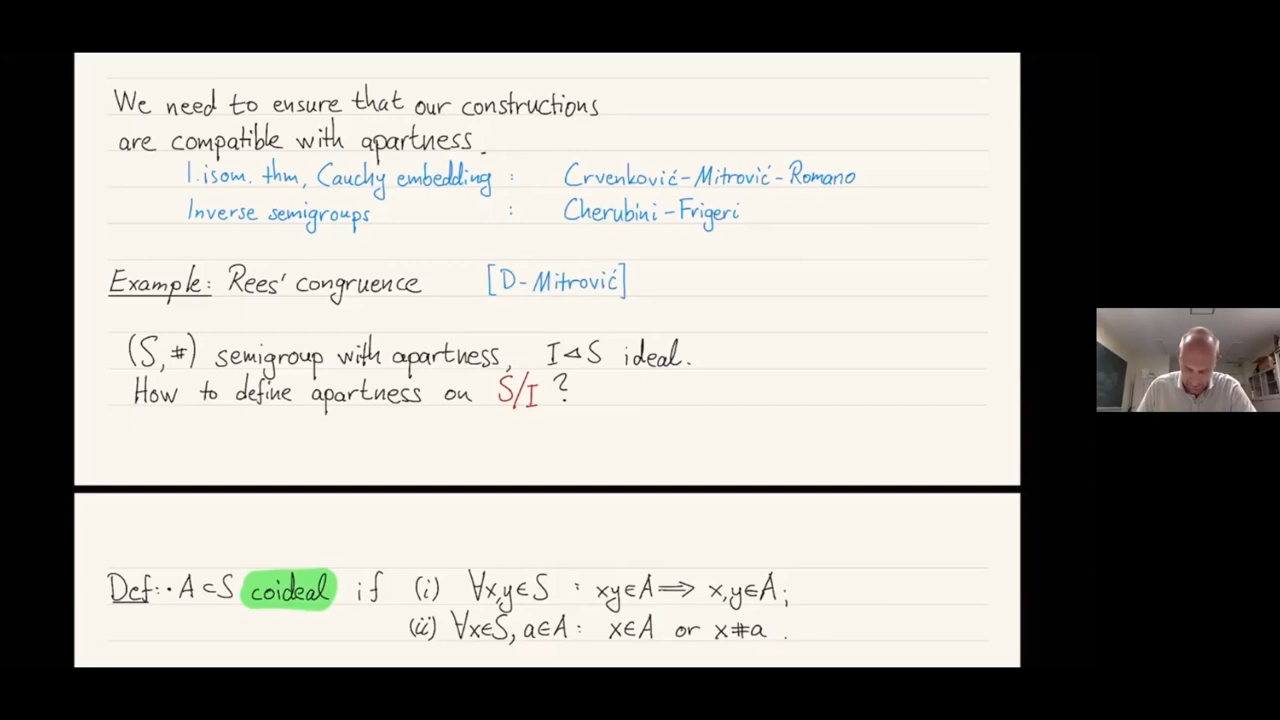 We need to ensure that our constructions
are compatible with apartness.
1. isom. thm, Cauchy embedding : Crvenković-Mitrović-Romano
Inverse semigroups : Cherubini-Frigeri
Example: Rees' congruence [D-Mitrović]
(S,#) semigroup with apartness, I⊲S ideal.
How to define apartness on S/I ?
Def: · A⊂S coideal if (i) ∀x,y∈S : xy∈A ⟹ x,y∈A;
(ii) ∀x∈S, a∈A: x∈A or x#a .